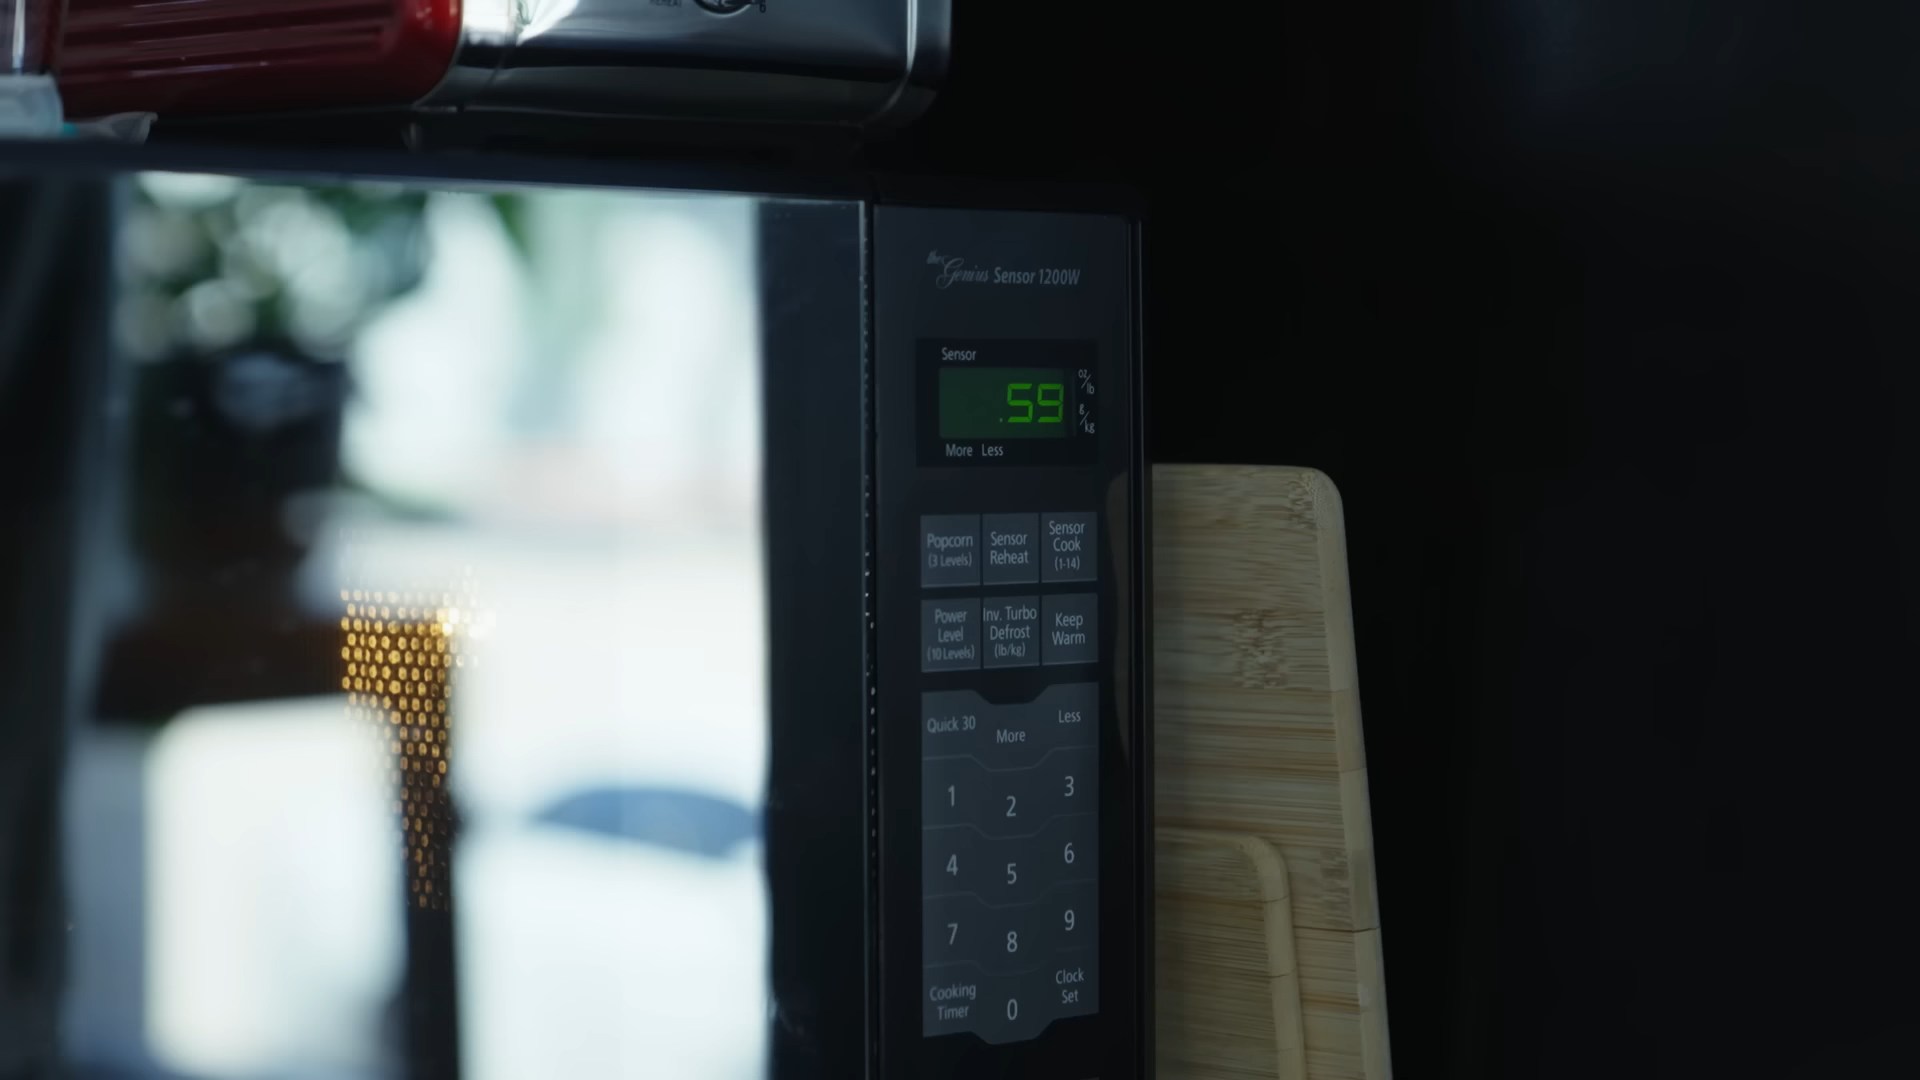 6
the Genius Sensor 1200W
Sensor
.59
oz/lb
g/kg
More Less
Popcorn
(3 Levels)
Sensor
Reheat
Sensor
Cook
(1-14)
Power
Level
(10 Levels)
Inv. Turbo
Defrost
(lb/kg)
Keep
Warm
Quick 30
More
Less
1
2
3
4
5
6
7
8
9
Cooking
Timer
0
Clock
Set